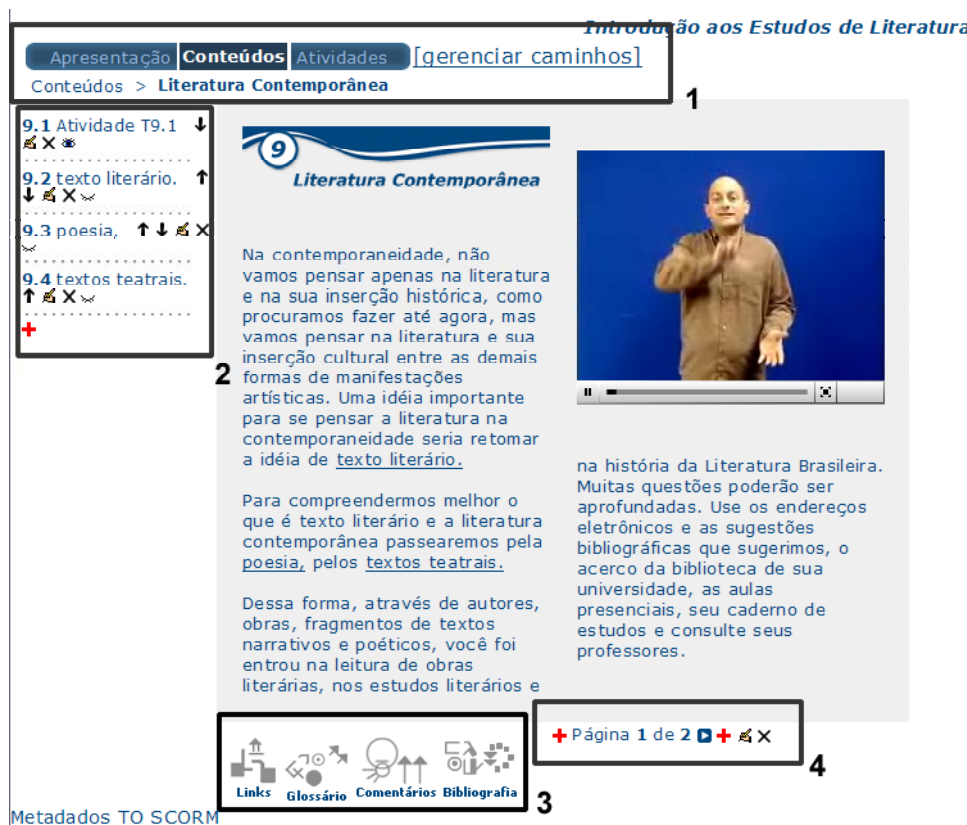 Introdução aos Estudos de Literatura
Apresentação Conteúdos Atividades [gerenciar caminhos]
Conteúdos > Literatura Contemporânea
1
9.1 Atividade T9.1
9.2 texto literário.
9.3 poesia,
9.4 textos teatrais.
2
9
Literatura Contemporânea
Na contemporaneidade, não
vamos pensar apenas na literatura
e na sua inserção histórica, como
procuramos fazer até agora, mas
vamos pensar na literatura e sua
inserção cultural entre as demais
formas de manifestações
artísticas. Uma idéia importante
para se pensar a literatura na
contemporaneidade seria retomar
a idéia de texto literário.
Para compreendermos melhor o
que é texto literário e a literatura
contemporânea passearemos pela
poesia, pelos textos teatrais.
Dessa forma, através de autores,
obras, fragmentos de textos
narrativos e poéticos, você foi
entrou na leitura de obras
literárias, nos estudos literários e
na história da Literatura Brasileira.
Muitas questões poderão ser
aprofundadas. Use os endereços
eletrônicos e as sugestões
bibliográficas que sugerimos, o
acervo da biblioteca de sua
universidade, as aulas
presenciais, seu caderno de
estudos e consulte seus
professores.
Links Glossário Comentários Bibliografia
3
Página 1 de 2
4
Metadados TO SCORM